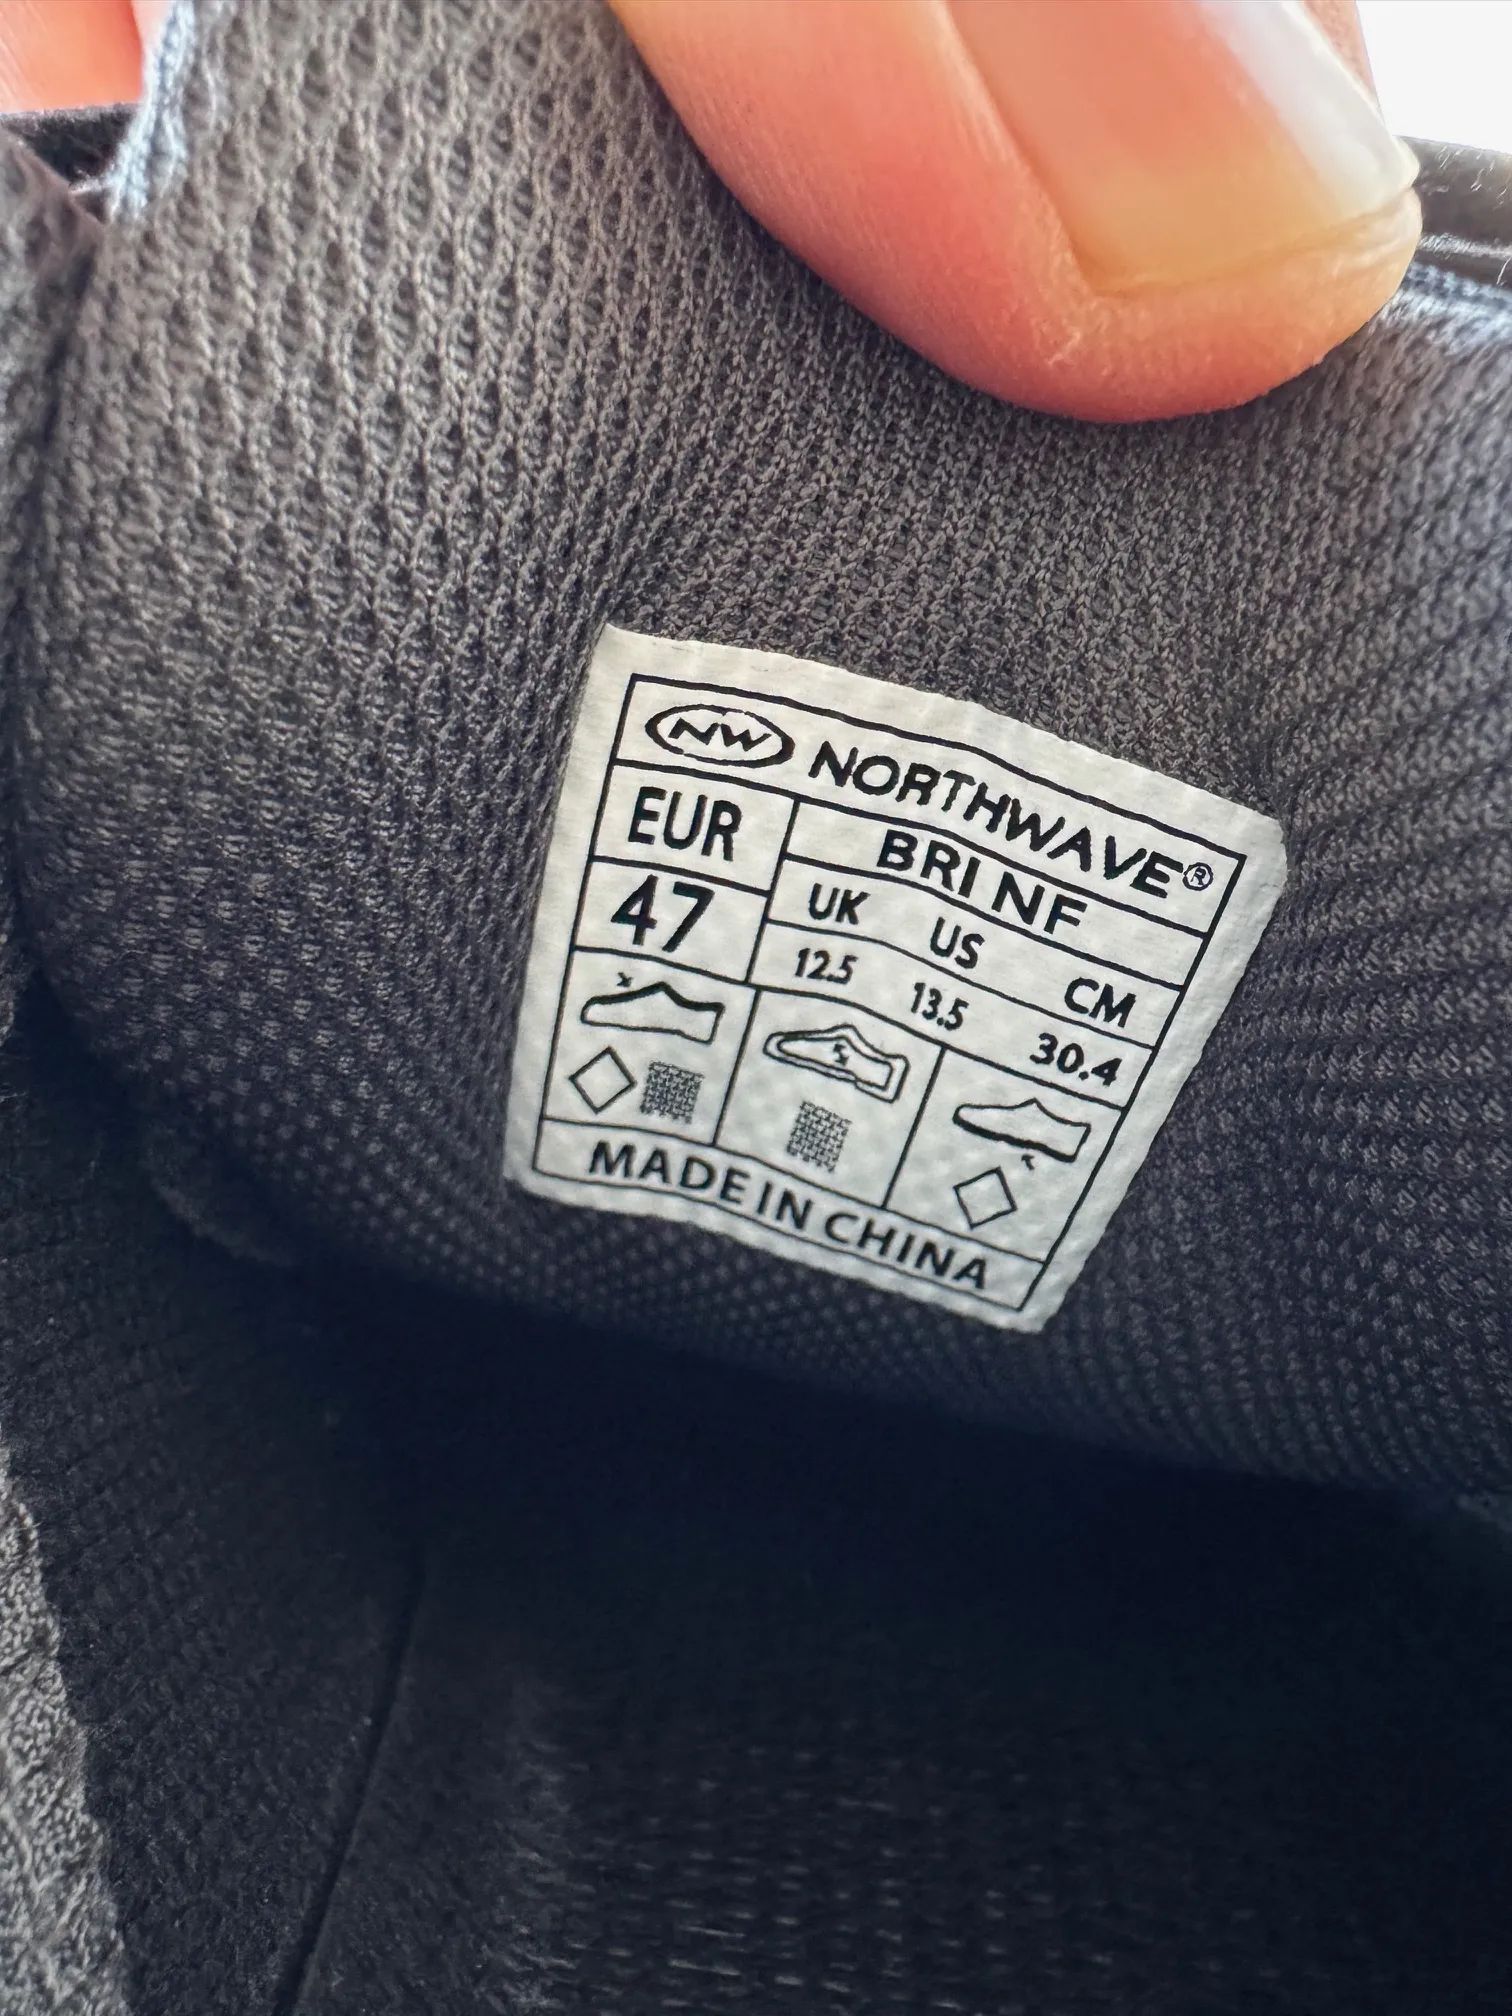 NW NORTHWAVE®
EUR
BRI NF
47
UK US CM
12.5 13.5 30.4
MADE IN CHINA